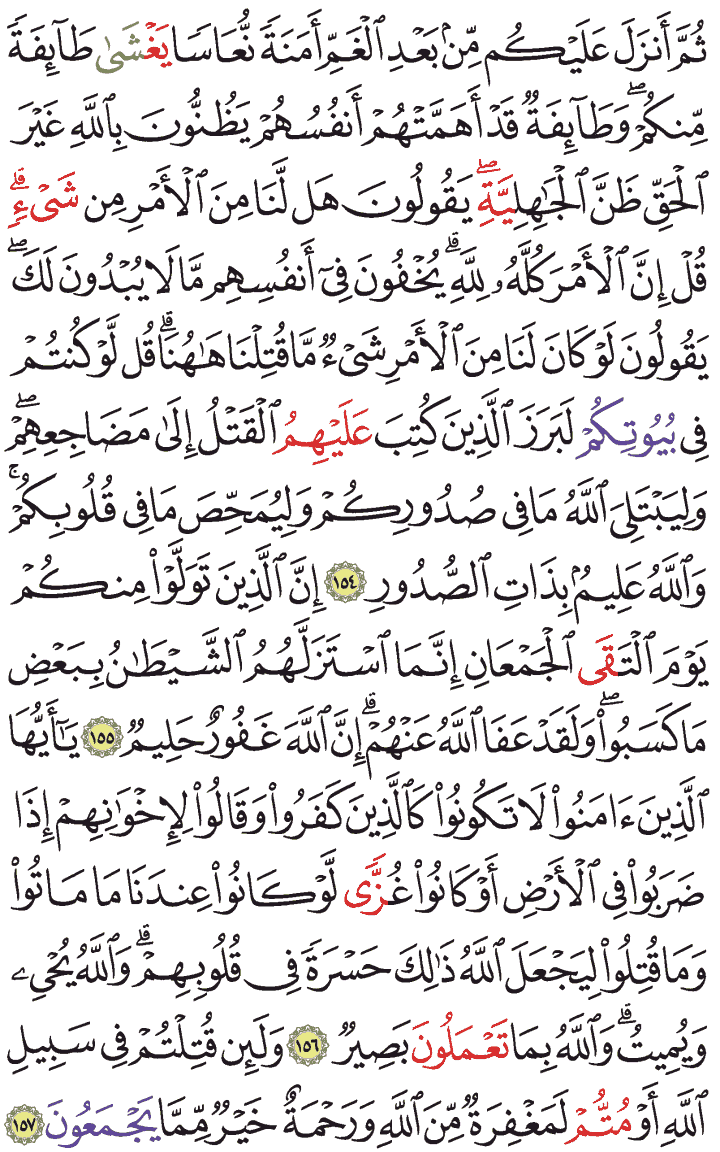 ثُمَّ أَنزَلَ عَلَيْكُم مِّنۢ بَعْدِ ٱلْغَمِّ أَمَنَةً نُّعَاسًا يَغْشَىٰ طَآئِفَةً
مِّنكُمْ ۖ وَطَآئِفَةٌ قَدْ أَهَمَّتْهُمْ أَنفُسُهُمْ يَظُنُّونَ بِٱللَّهِ غَيْرَ
ٱلْحَقِّ ظَنَّ ٱلْجَٰهِلِيَّةِ ۖ يَقُولُونَ هَل لَّنَا مِنَ ٱلْأَمْرِ مِن شَىْءٍ ۗ
قُلْ إِنَّ ٱلْأَمْرَ كُلَّهُۥ لِلَّهِ ۗ يُخْفُونَ فِىٓ أَنفُسِهِم مَّا لَا يُبْدُونَ لَكَ ۖ
يَقُولُونَ لَوْ كَانَ لَنَا مِنَ ٱلْأَمْرِ شَىْءٌ مَّا قُتِلْنَا هَٰهُنَا ۗ قُل لَّوْ كُنتُمْ
فِى بُيُوتِكُمْ لَبَرَزَ ٱلَّذِينَ كُتِبَ عَلَيْهِمُ ٱلْقَتْلُ إِلَىٰ مَضَاجِعِهِمْ ۖ
وَلِيَبْتَلِىَ ٱللَّهُ مَا فِى صُدُورِكُمْ وَلِيُمَحِّصَ مَا فِى قُلُوبِكُمْ ۚ
وَٱللَّهُ عَلِيمٌۢ بِذَاتِ ٱلصُّدُورِ ١٥٤ إِنَّ ٱلَّذِينَ تَوَلَّوْا۟ مِنكُمْ
يَوْمَ ٱلْتَقَى ٱلْجَمْعَانِ إِنَّمَا ٱسْتَزَلَّهُمُ ٱلشَّيْطَٰنُ بِبَعْضِ
مَا كَسَبُوا۟ ۖ وَلَقَدْ عَفَا ٱللَّهُ عَنْهُمْ ۗ إِنَّ ٱللَّهَ غَفُورٌ حَلِيمٌ ١٥٥ يَٰٓأَيُّهَا
ٱلَّذِينَ ءَامَنُوا۟ لَا تَكُونُوا۟ كَٱلَّذِينَ كَفَرُوا۟ وَقَالُوا۟ لِإِخْوَٰنِهِمْ إِذَا
ضَرَبُوا۟ فِى ٱلْأَرْضِ أَوْ كَانُوا۟ غُزًّى لَّوْ كَانُوا۟ عِندَنَا مَا مَاتُوا۟
وَمَا قُتِلُوا۟ لِيَجْعَلَ ٱللَّهُ ذَٰلِكَ حَسْرَةً فِى قُلُوبِهِمْ ۗ وَٱللَّهُ يُحْىِۦ
وَيُمِيتُ ۗ وَٱللَّهُ بِمَا تَعْمَلُونَ بَصِيرٌ ١٥٦ وَلَئِن قُتِلْتُمْ فِى سَبِيلِ
ٱللَّهِ أَوْ مُتُّمْ لَمَغْفِرَةٌ مِّنَ ٱللَّهِ وَرَحْمَةٌ خَيْرٌ مِّمَّا يَجْمَعُونَ ١٥٧